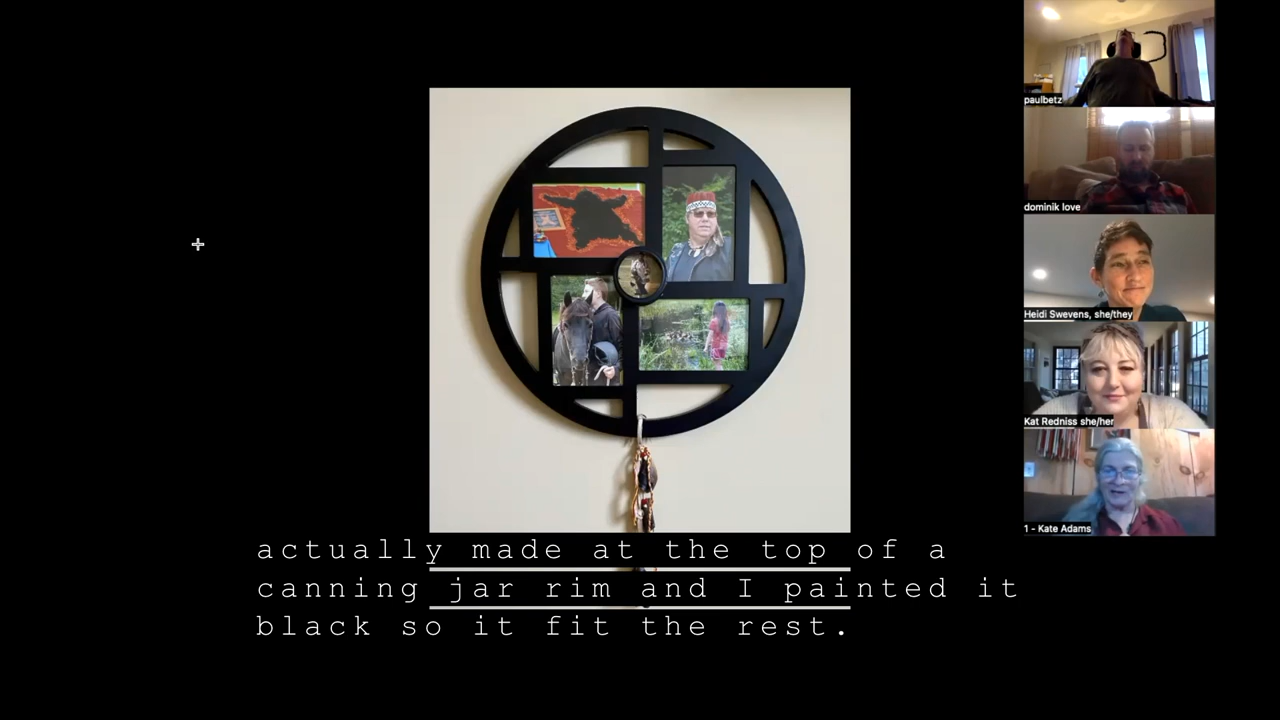 paulbetz
dominik love
Heidi Swevens, she/they
Kat Redniss she/her
1 - Kate Adams
actually made at the top of a
canning jar rim and I painted it
black so it fit the rest.